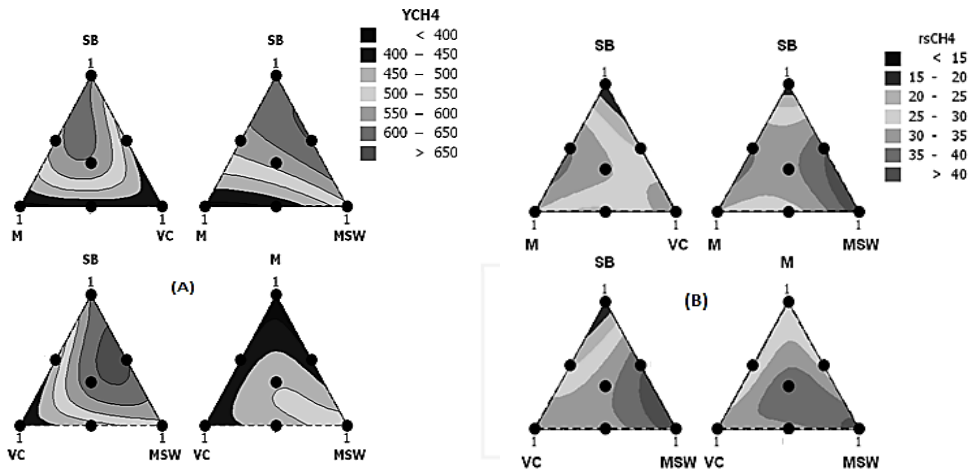 YCH4
< 400
400 – 450
450 – 500
500 – 550
550 – 600
600 – 650
> 650
SB
1
1 1
M VC
SB
1
1 1
M MSW
SB
1
1 1
VC MSW
M
1
1 1
VC MSW
(A)
rsCH4
< 15
15 - 20
20 - 25
25 - 30
30 - 35
35 - 40
> 40
SB
1
1 1
M VC
SB
1
1 1
M MSW
SB
1
1 1
VC MSW
M
1
1 1
VC MSW
(B)